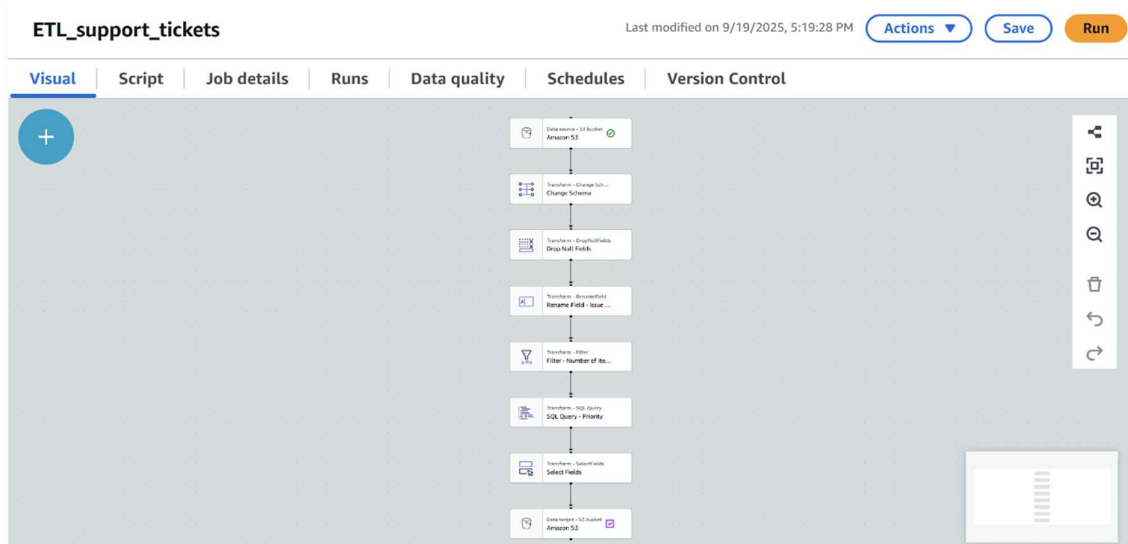 ETL_support_tickets
Last modified on 9/19/2025, 5:19:28 PM
Actions
Save
Run
Visual
Script
Job details
Runs
Data quality
Schedules
Version Control
Data source - S3 bucket
Amazon S3
Transform - Change Sch...
Change Schema
Transform - DropNullFields
Drop Null Fields
Transform - RenameField
Rename Field - Issue ...
Transform - Filter
Filter - Number of ite...
Transform - SQL Query
SQL Query - Priority
Transform - SelectFields
Select Fields
Data target - S3 bucket
Amazon S3